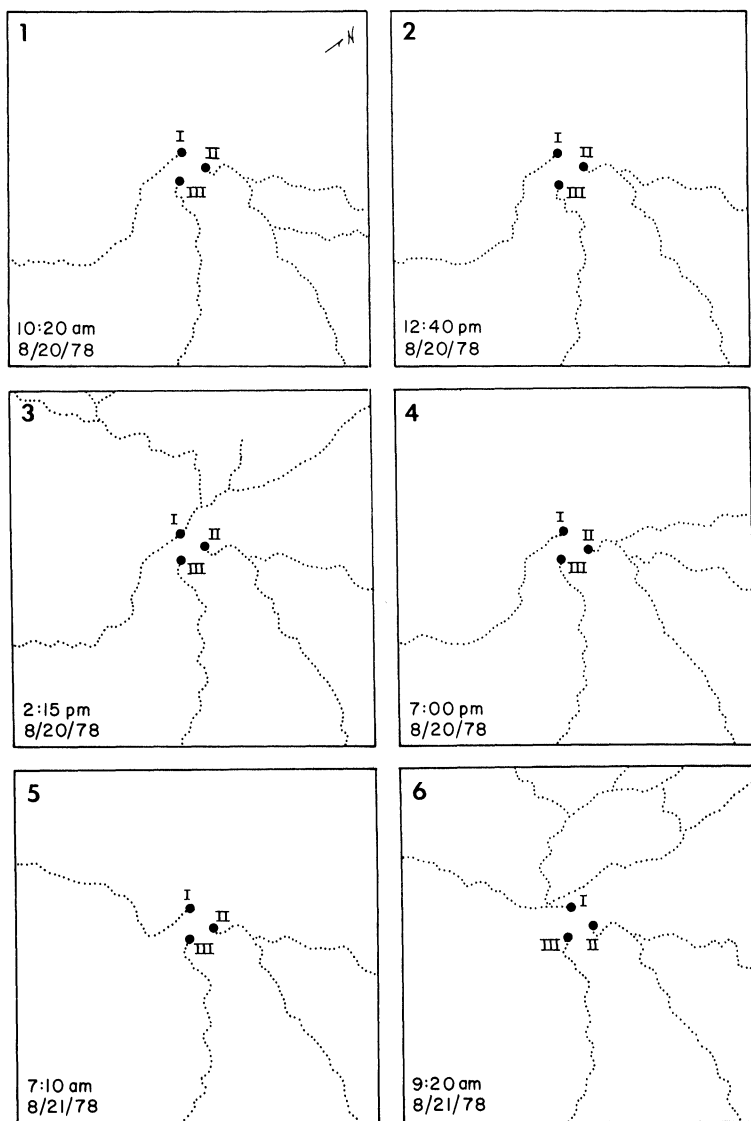 1
N
I
II
III
10:20 am
8/20/78
2
I
II
III
12:40 pm
8/20/78
3
I
II
III
2:15 pm
8/20/78
4
I
II
III
7:00 pm
8/20/78
5
I
II
III
7:10 am
8/21/78
6
I
III II
9:20 am
8/21/78